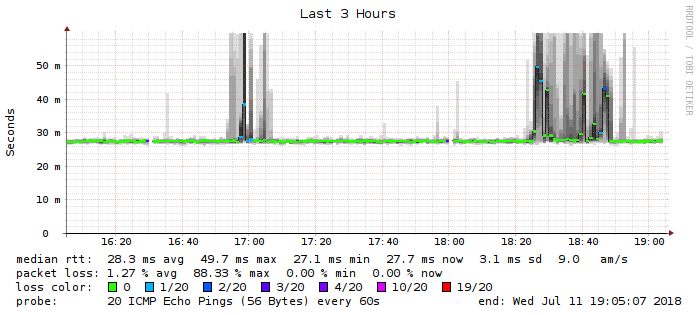 Last 3 Hours
RRDTOOL / TOBI OETIKER
Seconds
50 m
40 m
30 m
20 m
10 m
0
16:20 16:40 17:00 17:20 17:40 18:00 18:20 18:40 19:00
median rtt: 28.3 ms avg 49.7 ms max 27.1 ms min 27.7 ms now 3.1 ms sd 9.0 am/s
packet loss: 1.27 % avg 88.33 % max 0.00 % min 0.00 % now
loss color: 0 1/20 2/20 3/20 4/20 10/20 19/20
probe: 20 ICMP Echo Pings (56 Bytes) every 60s end: Wed Jul 11 19:05:07 2018